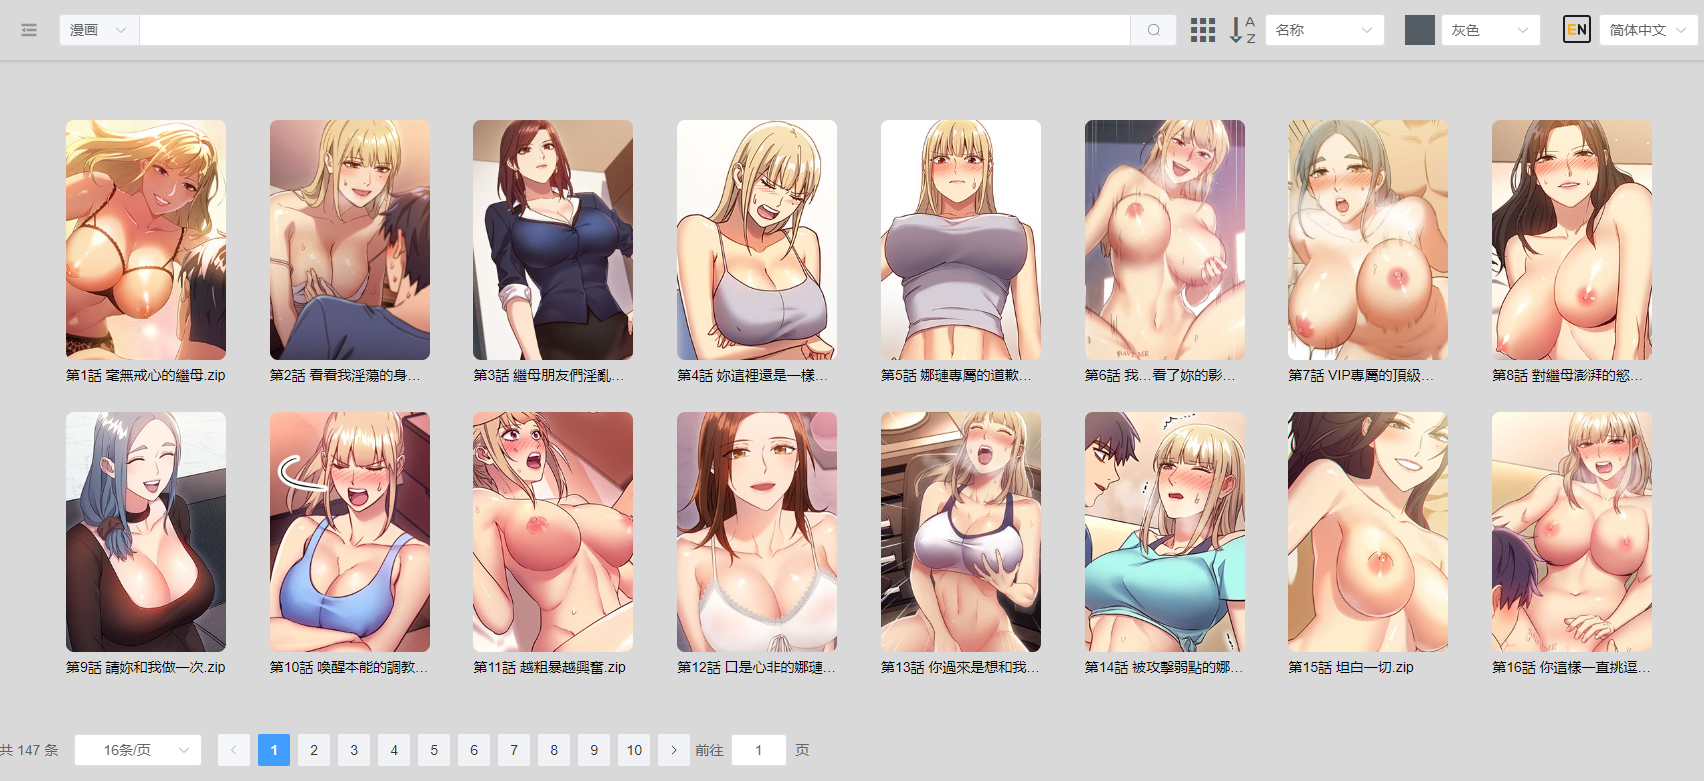 漫画
A
Z
名称
灰色
EN
简体中文
第1話 毫無戒心的繼母.zip
第2話 看看我淫蕩的身...
第3話 繼母朋友們淫亂...
第4話 妳這裡還是一樣...
第5話 娜璉專屬的道歉...
第6話 我...看了妳的影...
第7話 VIP專屬的頂級...
第8話 對繼母澎湃的慾...
第9話 請妳和我做一次.zip
第10話 喚醒本能的調教...
第11話 越粗暴越興奮.zip
第12話 口是心非的娜璉...
第13話 你過來是想和我...
第14話 被攻擊弱點的娜...
第15話 坦白一切.zip
第16話 你這樣一直挑逗...
共 147 条
16条/页
1
2
3
4
5
6
7
8
9
10
前往
1
页